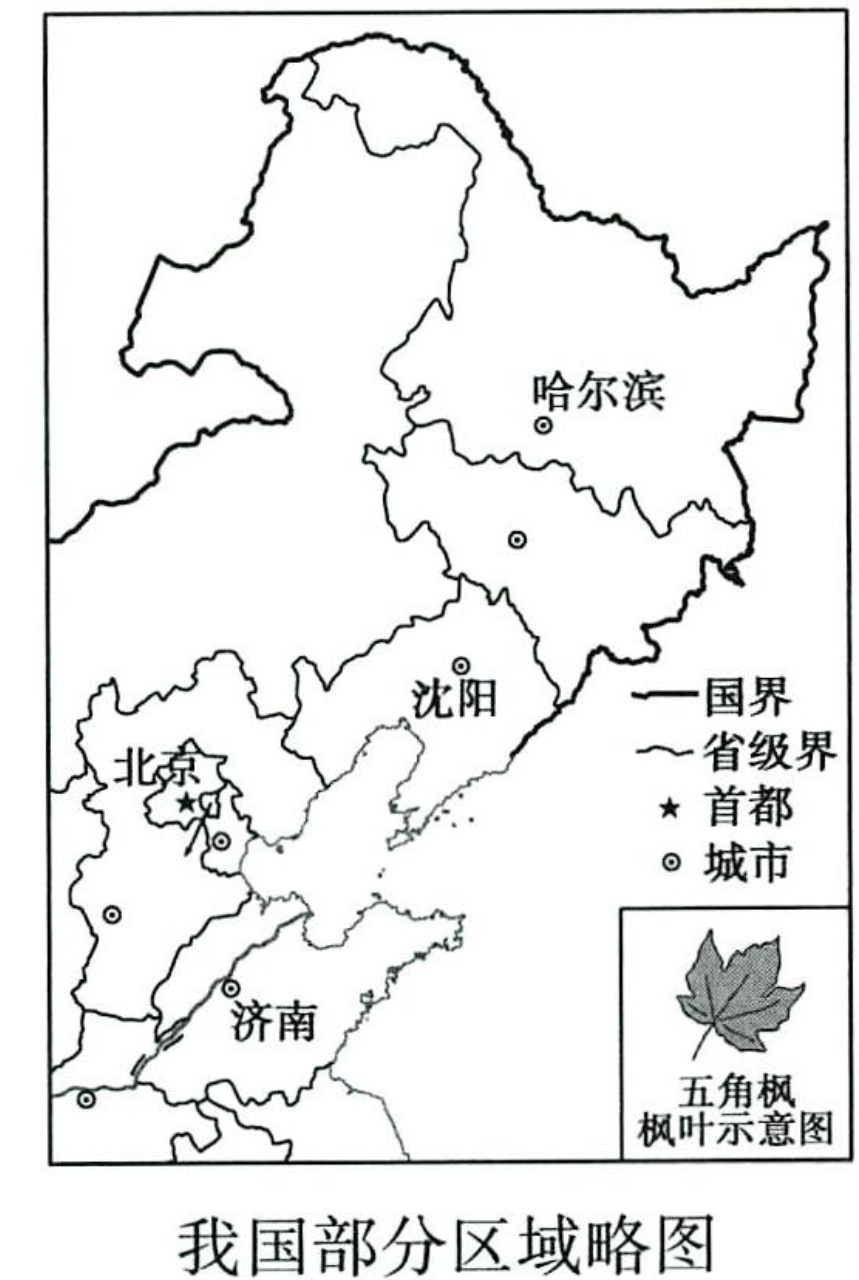 哈尔滨
沈阳
国界
省级界
北京
首都
城市
济南
五角枫
枫叶示意图
我国部分区域略图